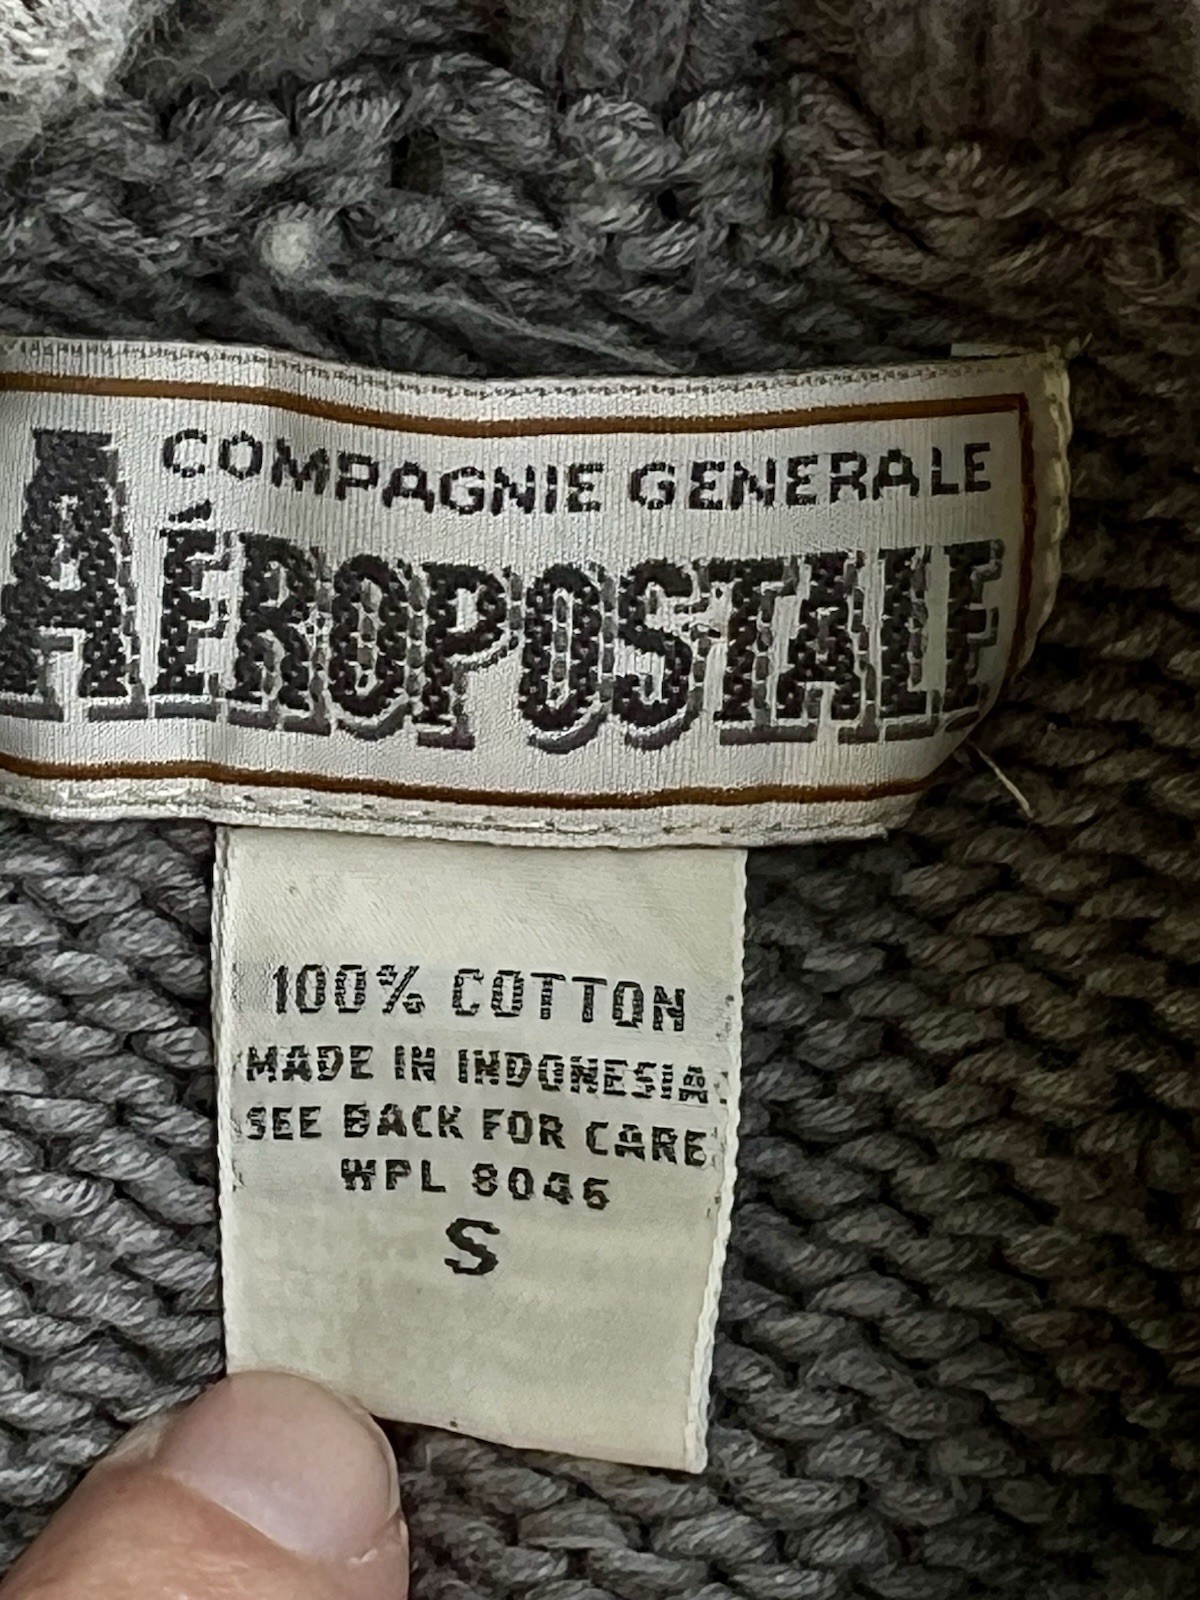 COMPAGNIE GENERALE
AÉROPOSTALE
100% COTTON
MADE IN INDONESIA
SEE BACK FOR CARE
WPL 8046
S